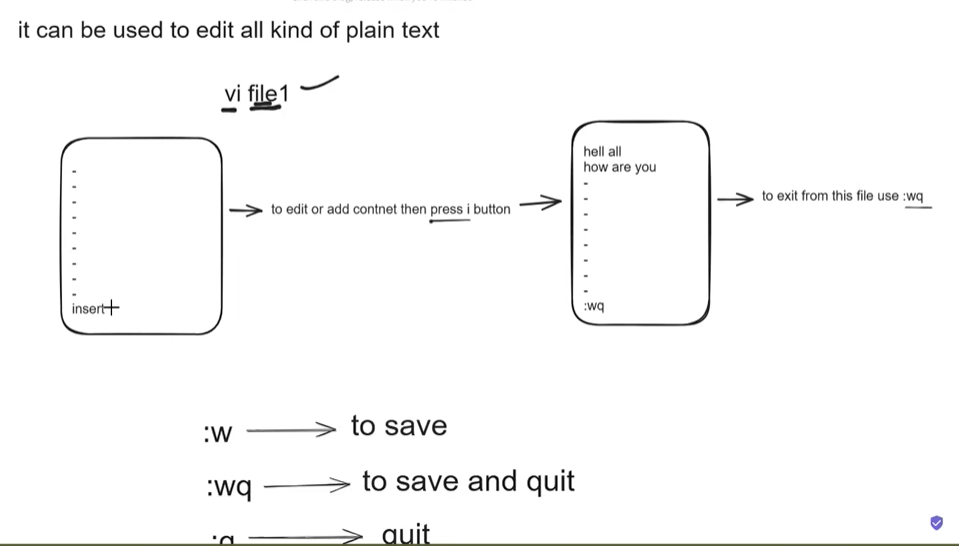 it can be used to edit all kind of plain text
vi file1
hell all
how are you
to edit or add contnet then press i button
to exit from this file use :wq
insert
:wq
:w to save
:wq to save and quit
:q quit